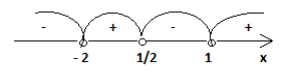 - + - +
- 2 1/2 1 x